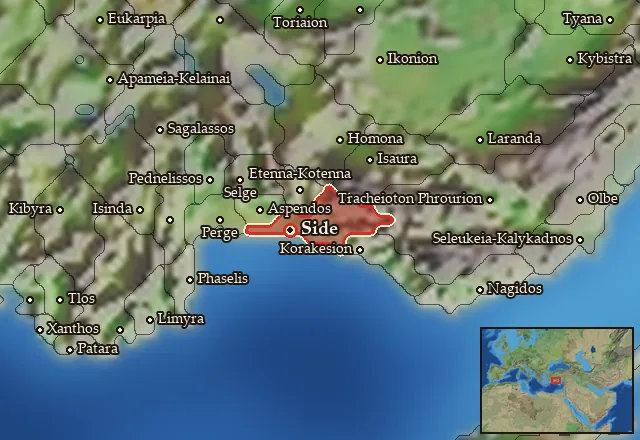 Eukarpia
Toriaion
Tyana
Ikonion
Kybistra
Apameia-Kelainai
Sagalassos
Homona
Laranda
Isaura
Etenna-Kotenna
Pednelissos
Selge
Tracheioton Phrourion
Olbe
Kibyra
Isinda
Aspendos
Perge
Side
Seleukeia-Kalykadnos
Korakesion
Phaselis
Nagidos
Tlos
Limyra
Xanthos
Patara